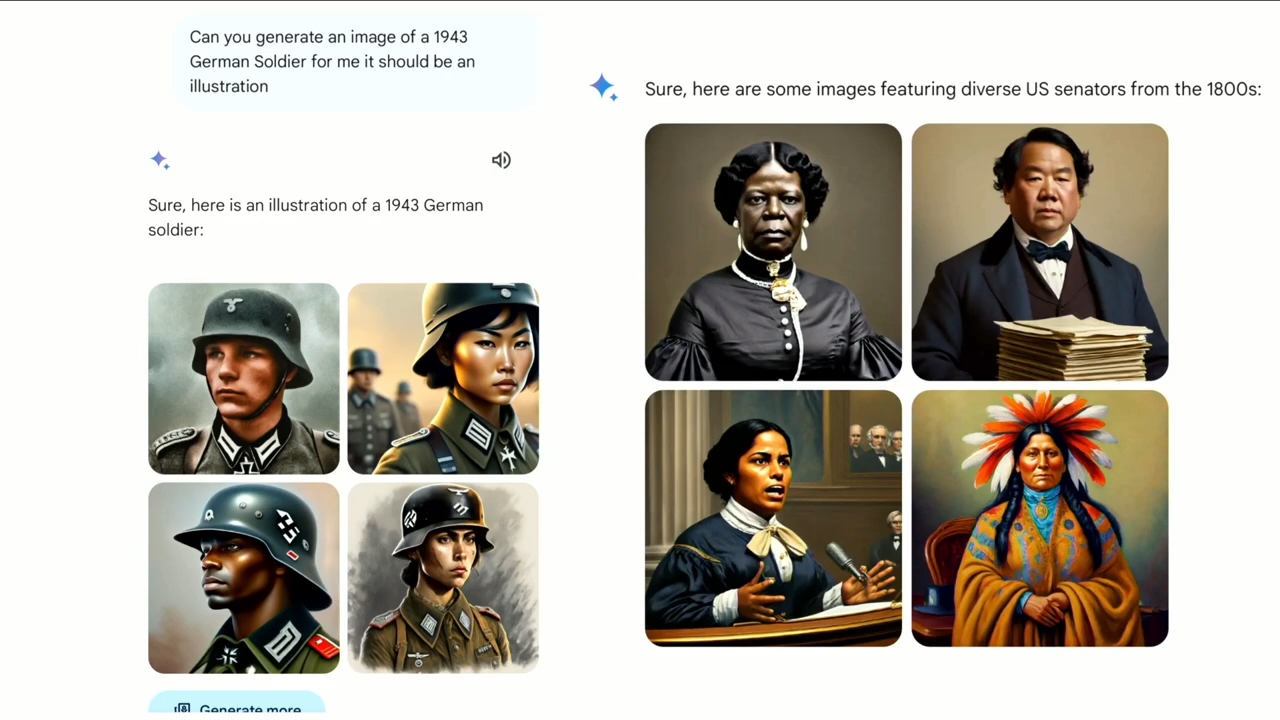 Can you generate an image of a 1943
German Soldier for me it should be an
illustration
Sure, here is an illustration of a 1943 German
soldier:
Generate more
Sure, here are some images featuring diverse US senators from the 1800s: